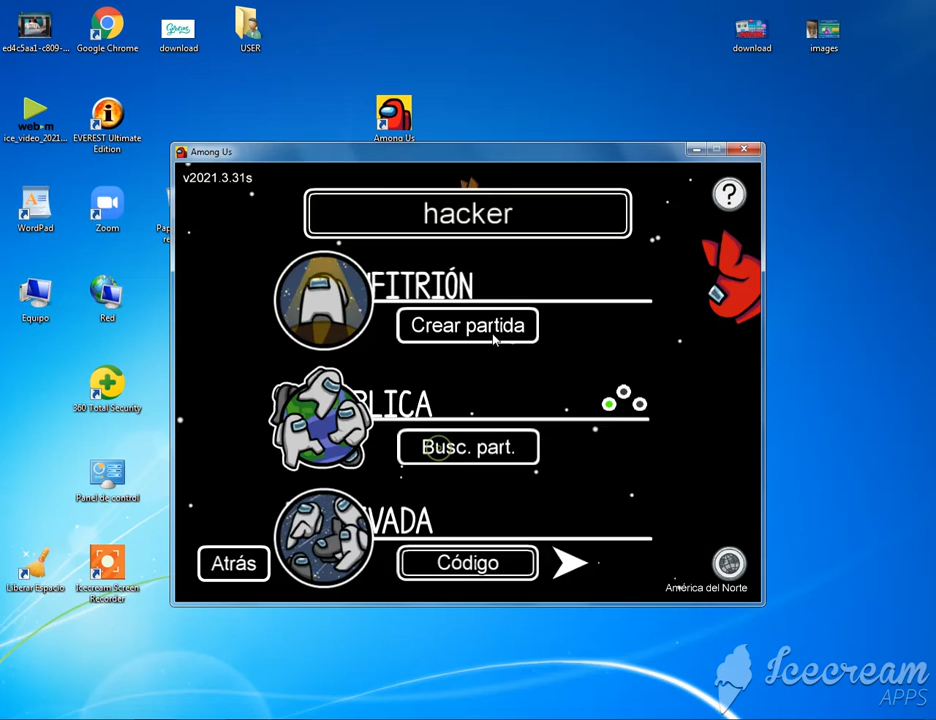 ed4c5aa1-c809-...
Google Chrome
download
USER
download
images
ice_video_2021...
EVEREST Ultimate
Edition
Among Us
WordPad
Zoom
Equipo
Red
360 Total Security
Panel de control
Liberar Espacio
Icecream Screen
Recorder
Among Us
v2021.3.31s
hacker
?
FITRIÓN
Crear partida
BLICA
Busc. part.
VADA
Atrás
Código
América del Norte
Icecream
APPS